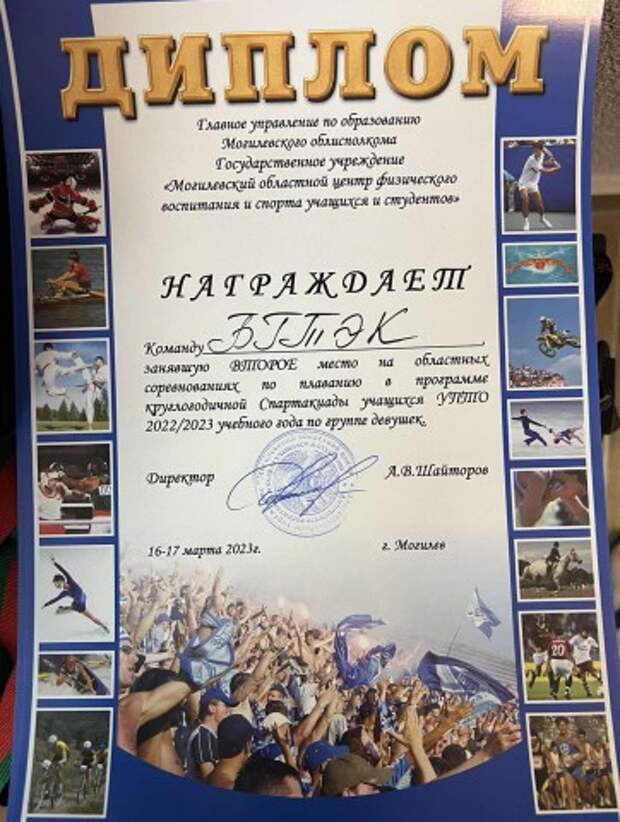 ДИПЛОМ
Главное управление по образованию
Могилевского облисполкома
Государственное учреждение
«Могилевский областной центр физического
воспитания и спорта учащихся и студентов»
НАГРАЖДАЕТ
Команду БГПЭК
занявшую ВТОРОЕ место на областных
соревнованиях по плаванию в программе
круглогодичной Спартакиады учащихся УПТО
2022/2023 учебного года по группе девушек.
Директор А.В.Шайторов
16-17 марта 2023г. г. Могилев
20